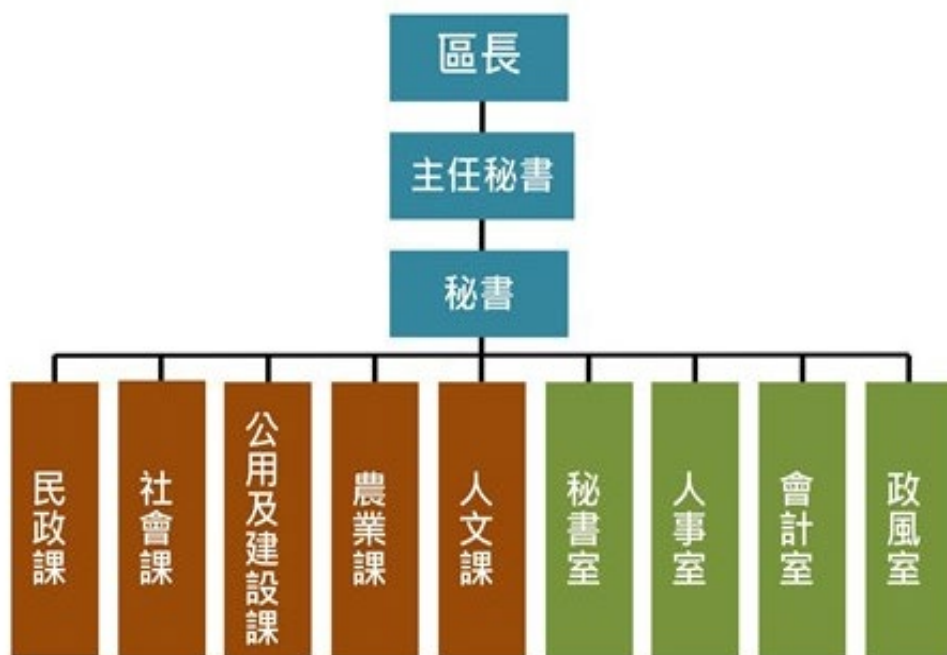 區長
主任秘書
秘書
民政課
社會課
公用及建設課
農業課
人文課
秘書室
人事室
會計室
政風室